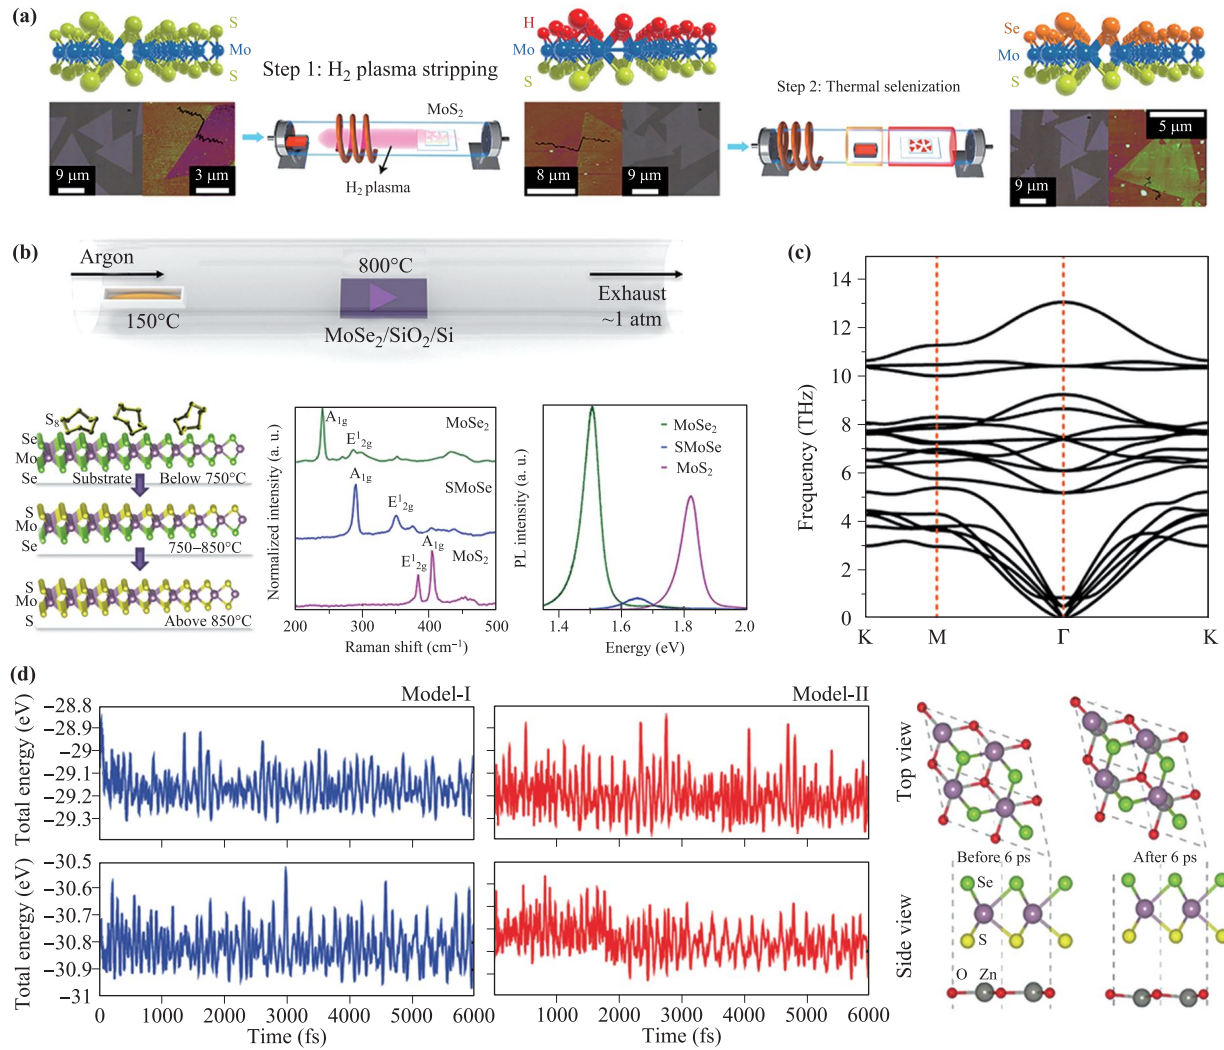 (a)
S
Mo
S
Step 1: H2 plasma stripping
9 μm
3 μm
MoS2
H2 plasma
H
Mo
S
8 μm
9 μm
Step 2: Thermal selenization
Se
Mo
S
9 μm
5 μm
(b)
Argon
150°C
800°C
MoSe2/SiO2/Si
Exhaust
~1 atm
S8
Se
Mo
Se
Substrate
Below 750°C
S
Mo
Se
750–850°C
S
Mo
S
Above 850°C
Normalized intensity (a. u.)
A1g
E¹2g
MoSe2
A1g
E¹2g
SMoSe
A1g
E¹2g
MoS2
200 300 400 500
Raman shift (cm⁻¹)
PL intensity (a. u.)
MoSe2
SMoSe
MoS2
1.4 1.6 1.8 2.0
Energy (eV)
(c)
Frequency (THz)
14
12
10
8
6
4
2
0
K M Γ K
(d)
Model-I
Total energy (eV)
−28.8
−28.9
−29
−29.1
−29.2
−29.3
Model-II
Total energy (eV)
−30.5
−30.6
−30.7
−30.8
−30.9
−31
0 1000 2000 3000 4000 5000 6000
Time (fs)
1000 2000 3000 4000 5000 6000
Time (fs)
Top view
Before 6 ps
After 6 ps
Side view
Se
S
O Zn